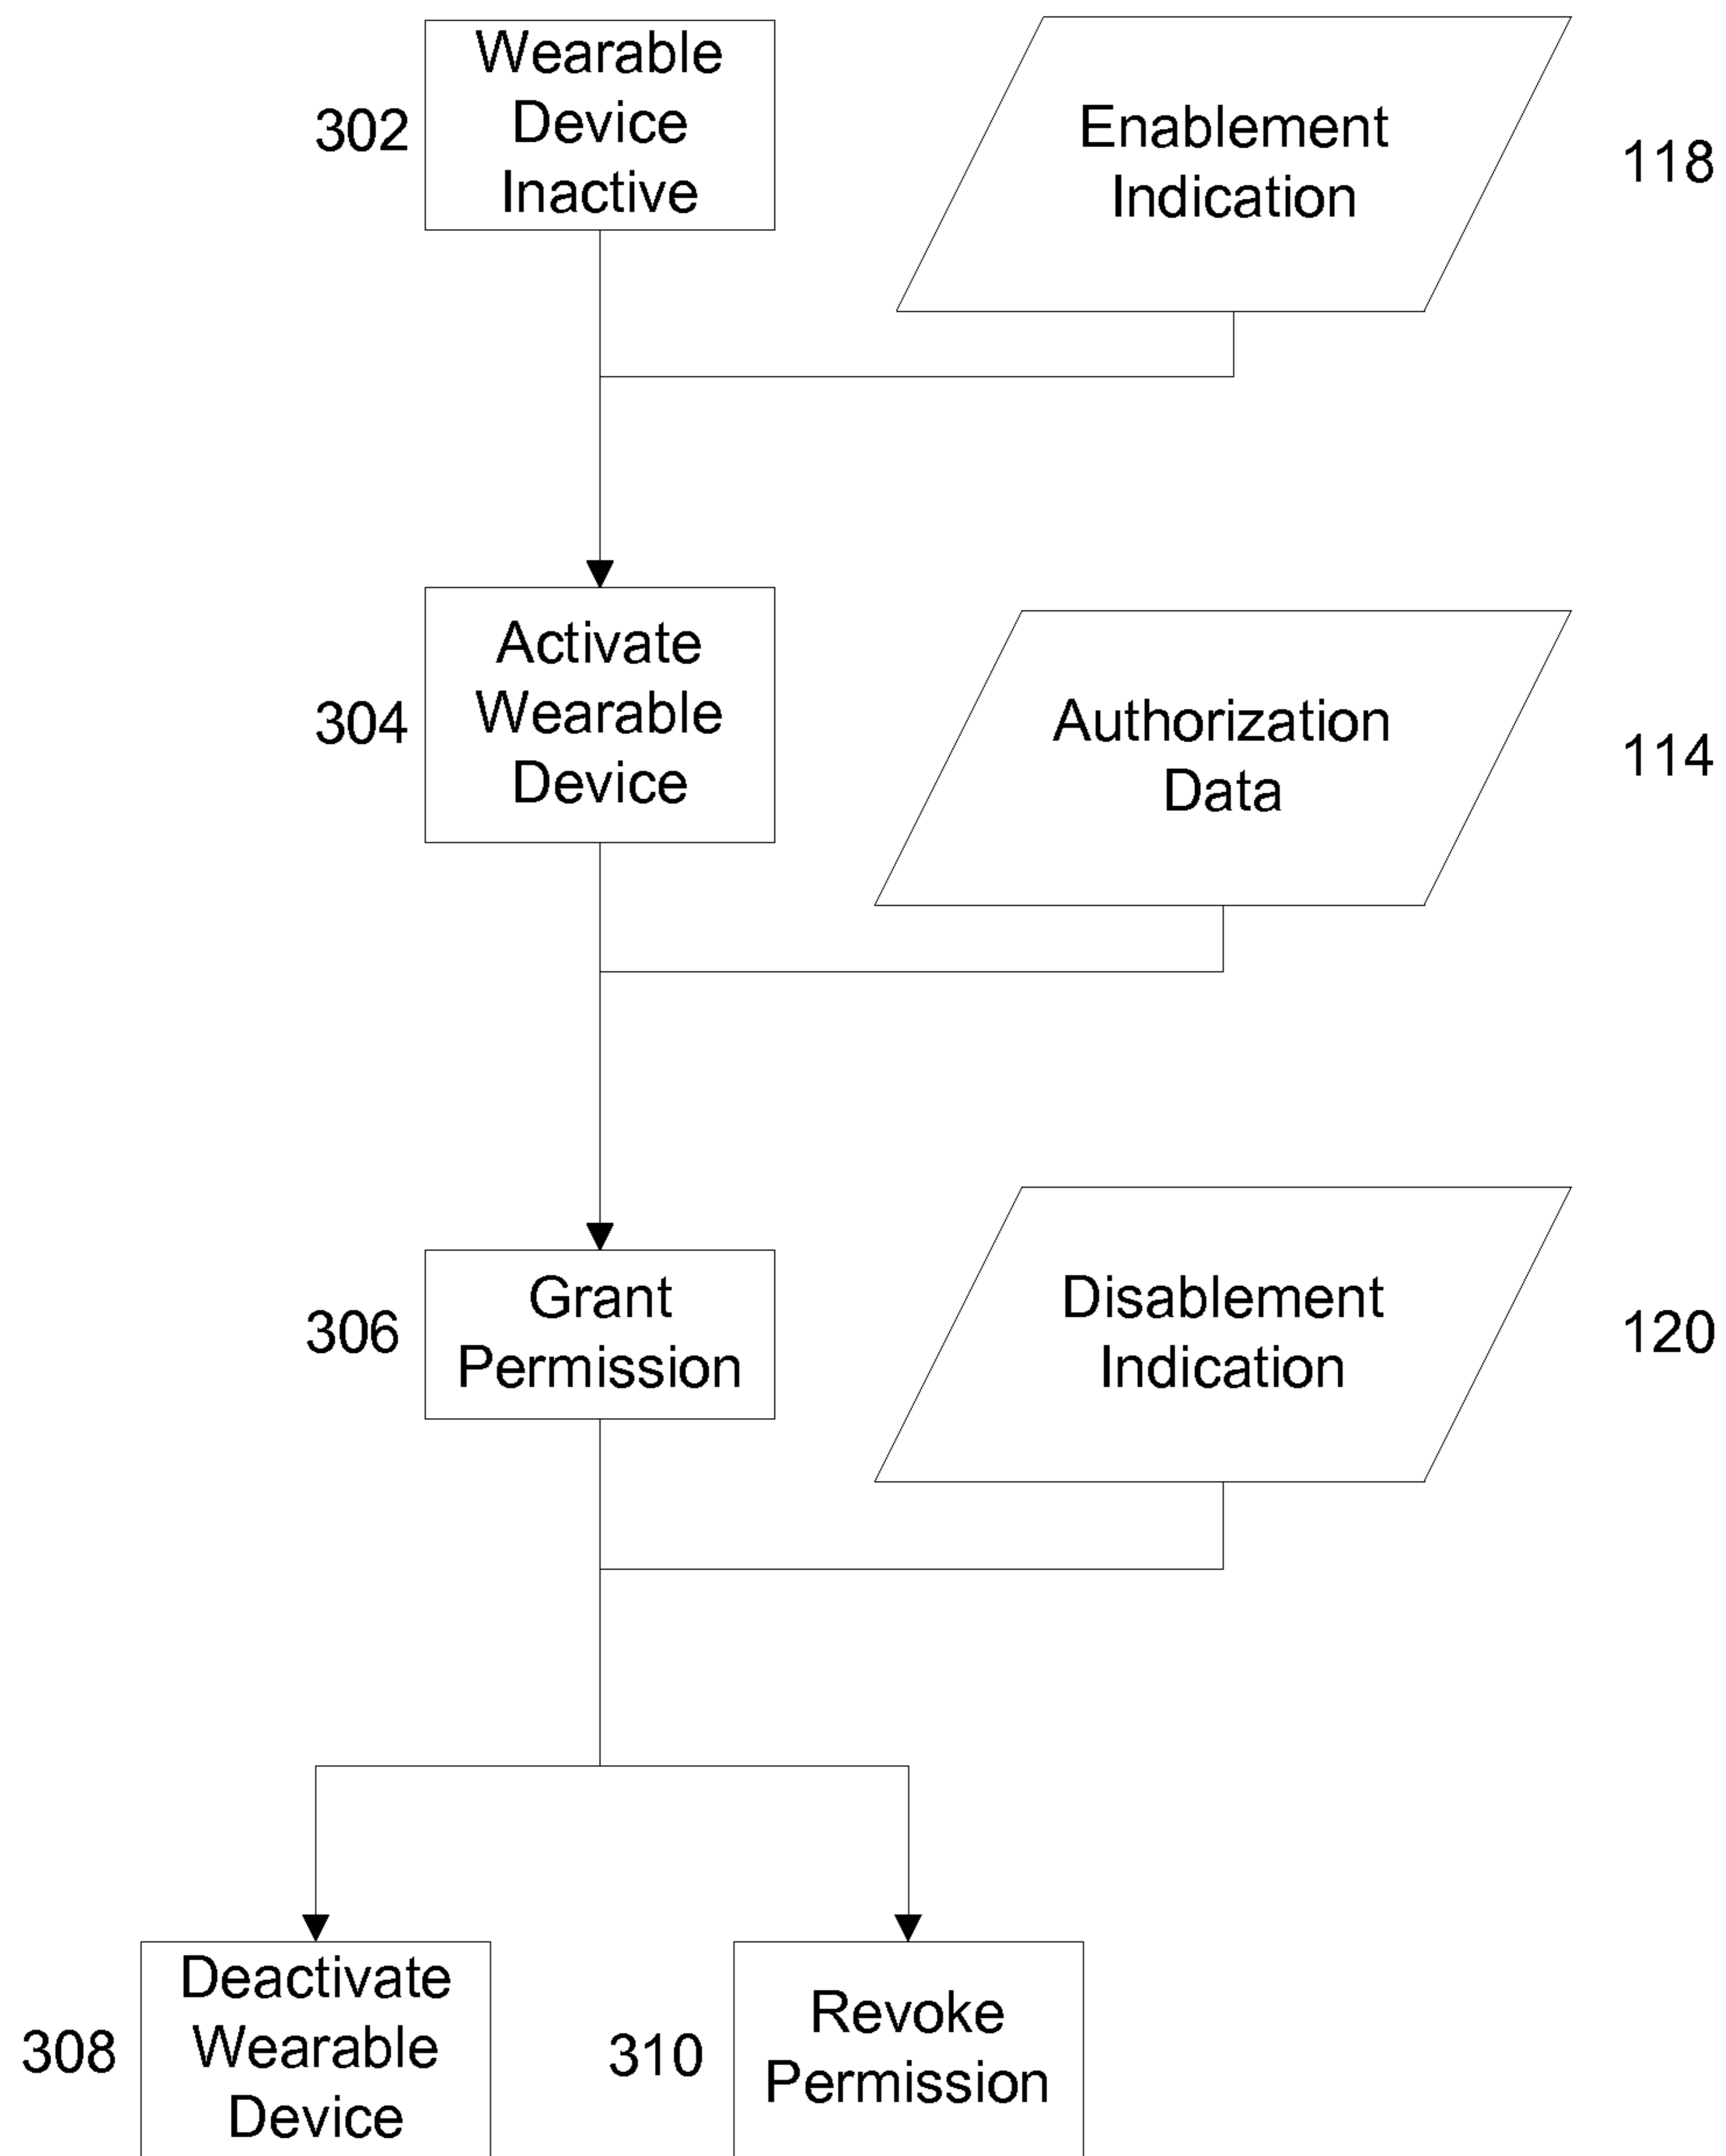 Wearable
Device
Inactive
302
Enablement
Indication
118
Activate
Wearable
Device
304
Authorization
Data
114
Grant
Permission
306
Disablement
Indication
120
Deactivate
Wearable
Device
308
Revoke
Permission
310